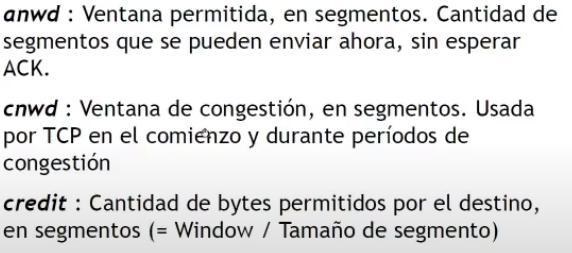 anwd : Ventana permitida, en segmentos. Cantidad de
segmentos que se pueden enviar ahora, sin esperar
ACK.
cnwd : Ventana de congestión, en segmentos. Usada
por TCP en el comienzo y durante períodos de
congestión
credit : Cantidad de bytes permitidos por el destino,
en segmentos (= Window / Tamaño de segmento)